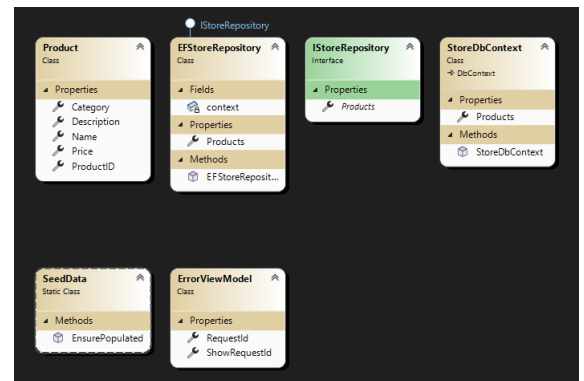 IStoreRepository
Product
Class
Properties
Category
Description
Name
Price
ProductID
EFStoreRepository
Class
Fields
context
Properties
Products
Methods
EFStoreReposit...
IStoreRepository
Interface
Properties
Products
StoreDbContext
Class
DbContext
Properties
Products
Methods
StoreDbContext
SeedData
Static Class
Methods
EnsurePopulated
ErrorViewModel
Class
Properties
RequestId
ShowRequestId